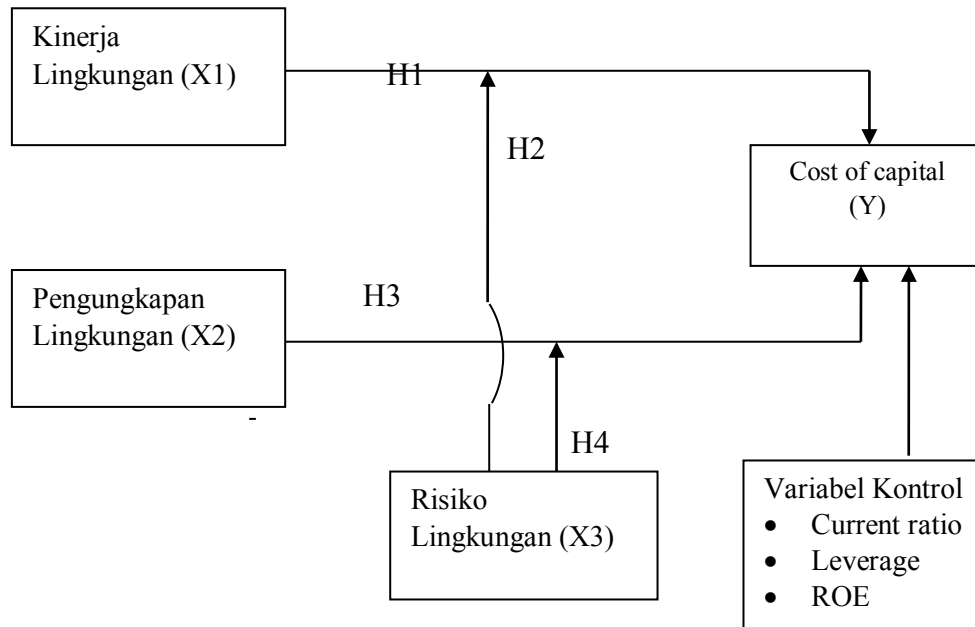 Kinerja
Lingkungan (X1)
H1
H2
Cost of capital
(Y)
Pengungkapan
Lingkungan (X2)
H3
H4
Risiko
Lingkungan (X3)
Variabel Kontrol
• Current ratio
• Leverage
• ROE